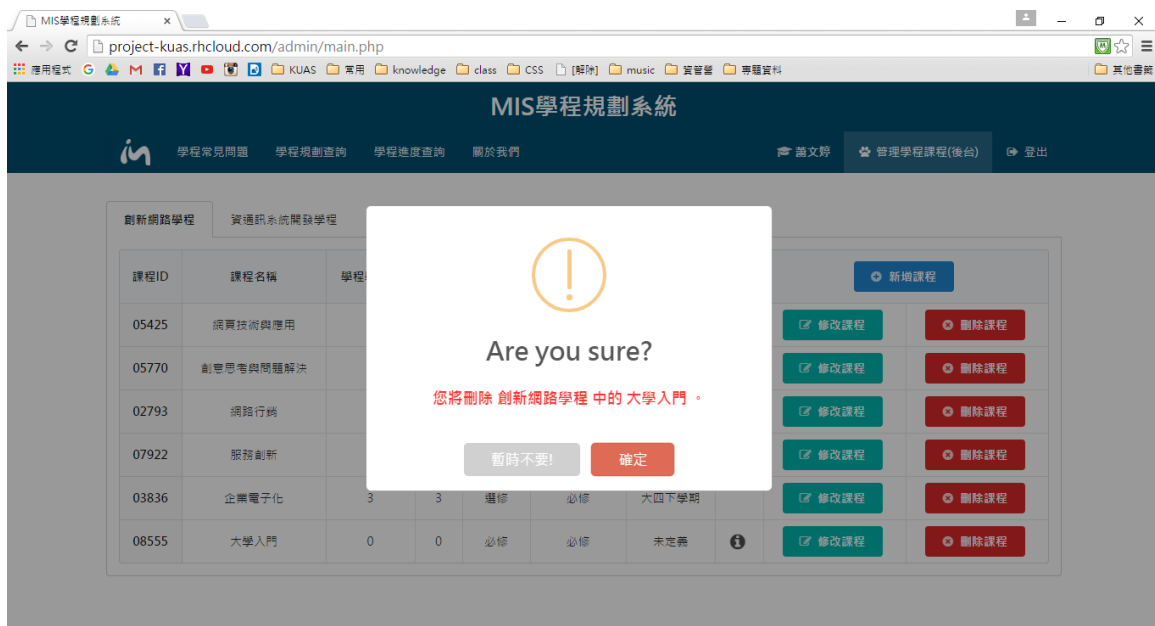 MIS學程規劃系統
project-kuas.rhcloud.com/admin/main.php
應用程式 KUAS 常用 knowledge class CSS [解除] music 資管營 專題資料 其他書籤
MIS學程規劃系統
學程常見問題 學程規劃查詢 學程進度查詢 關於我們 文婷 管理學程課程(後台) 登出
創新網路學程 資通訊系統開發學程
課程ID 課程名稱 學程 新增課程
05425 網頁技術與應用 修改課程 刪除課程
05770 創意思考與問題解決 修改課程 刪除課程
02793 網路行銷 修改課程 刪除課程
07922 服務創新 修改課程 刪除課程
03836 企業電子化 3 3 選修 必修 大四下學期 修改課程 刪除課程
08555 大學入門 0 0 必修 必修 未定義 修改課程 刪除課程
Are you sure?
您將刪除 創新網路學程 中的 大學入門 。
暫時不要! 確定